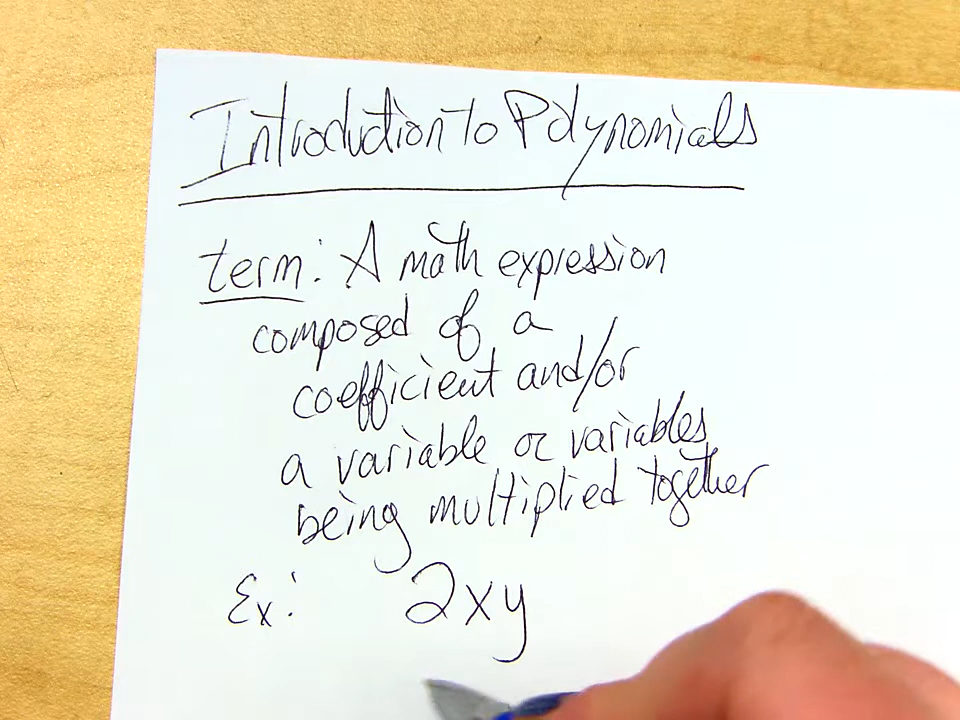 Introduction to Polynomials
term: A math expression
composed of a
coefficient and/or
a variable or variables
being multiplied together
Ex: 2xy